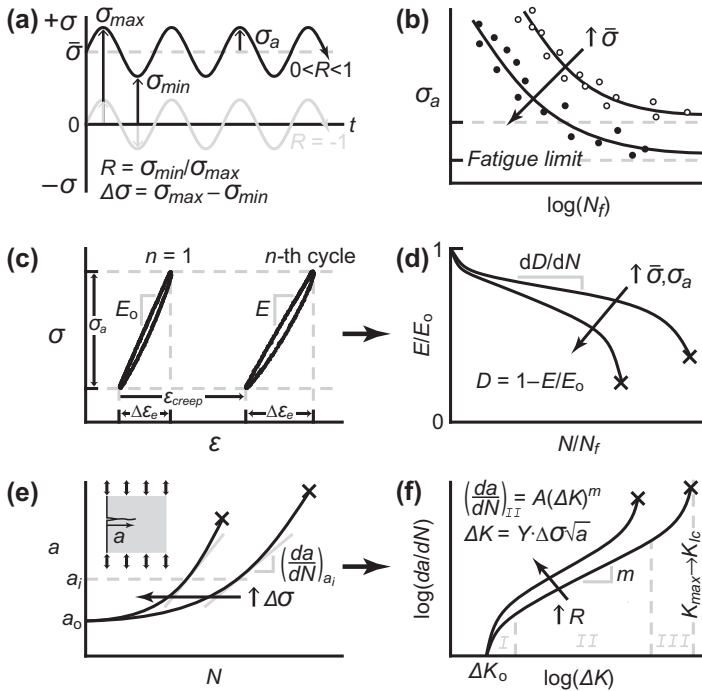 (a)
+σ
σmax
σ̄
σa
0<R<1
σmin
0
t
R = -1
R = σmin/σmax
Δσ = σmax – σmin
–σ
(b)
↑ σ̄
σa
Fatigue limit
log(Nf)
(c)
n = 1
n-th cycle
Eo
E
σ
σa
εcreep
Δεe
Δεe
ε
(d)
1
dD/dN
↑ σ̄,σa
E/Eo
D = 1–E/Eo
0
N/Nf
(e)
a
a
(da/dN)ai
ai
↑ Δσ
ao
N
(f)
(da/dN)II = A(ΔK)m
ΔK = Y·Δσ√a
log(da/dN)
m
Kmax→KIc
↑ R
I
II
III
ΔKo
log(ΔK)